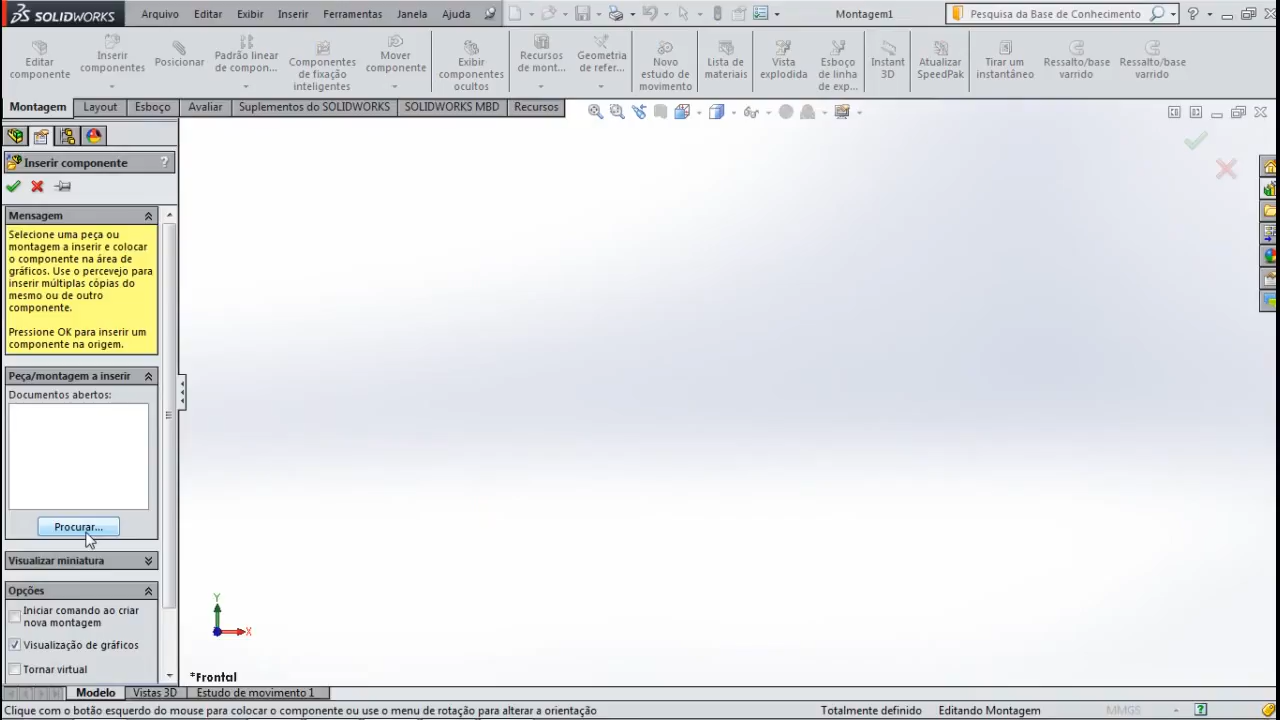 SOLIDWORKS
Arquivo Editar Exibir Inserir Ferramentas Janela Ajuda
Montagem1
Pesquisa da Base de Conhecimento
?
Editar
componente
Inserir
componentes
Posicionar
Padrão linear
de compon...
Componentes
de fixação
inteligentes
Mover
componente
Exibir
componentes
ocultos
Recursos
de mont...
Geometria
de refer...
Novo
estudo de
movimento
Lista de
materiais
Vista
explodida
Esboço
de linha
de exp...
Instant
3D
Atualizar
SpeedPak
Tirar um
instantâneo
Ressalto/base
varrido
Ressalto/base
varrido
Montagem Layout Esboço Avaliar Suplementos do SOLIDWORKS SOLIDWORKS MBD Recursos
Inserir componente ?
Mensagem
Selecione uma peça ou
montagem a inserir e colocar
o componente na área de
gráficos. Use o percevejo para
inserir múltiplas cópias do
mesmo ou de outro
componente.
Pressione OK para inserir um
componente na origem.
Peça/montagem a inserir
Documentos abertos:
Procurar...
Visualizar miniatura
Opções
Iniciar comando ao criar
nova montagem
Visualização de gráficos
Tornar virtual
Y
X
*Frontal
Modelo Vistas 3D Estudo de movimento 1
Clique com o botão esquerdo do mouse para colocar o componente ou use o menu de rotação para alterar a orientação
Totalmente definido Editando Montagem MMGS ?